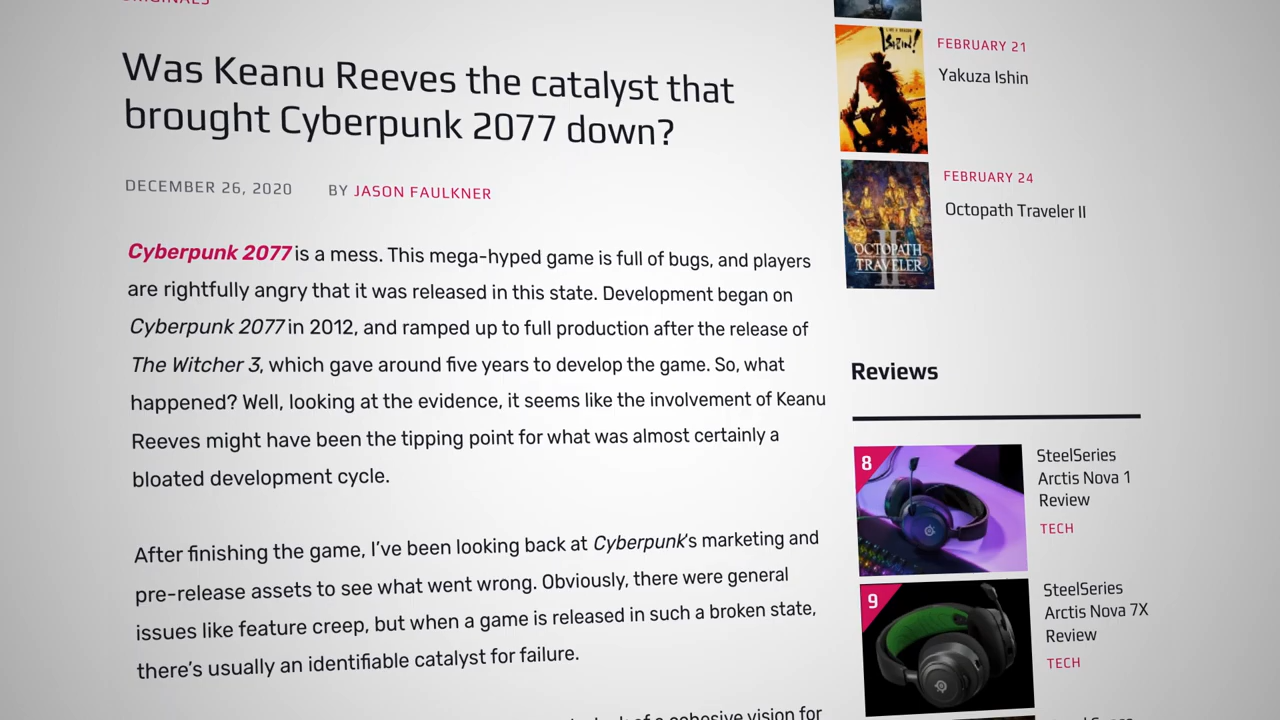 ORIGINALS
Was Keanu Reeves the catalyst that
brought Cyberpunk 2077 down?
DECEMBER 26, 2020 BY JASON FAULKNER
Cyberpunk 2077 is a mess. This mega-hyped game is full of bugs, and players
are rightfully angry that it was released in this state. Development began on
Cyberpunk 2077 in 2012, and ramped up to full production after the release of
The Witcher 3, which gave around five years to develop the game. So, what
happened? Well, looking at the evidence, it seems like the involvement of Keanu
Reeves might have been the tipping point for what was almost certainly a
bloated development cycle.
After finishing the game, I've been looking back at Cyberpunk's marketing and
pre-release assets to see what went wrong. Obviously, there were general
issues like feature creep, but when a game is released in such a broken state,
there's usually an identifiable catalyst for failure.
of a cohesive vision for
ISHIN!
FEBRUARY 21
Yakuza Ishin
OCTOPATH
TRAVELER
II
FEBRUARY 24
Octopath Traveler II
Reviews
8
SteelSeries
Arctis Nova 1
Review
TECH
9
SteelSeries
Arctis Nova 7X
Review
TECH